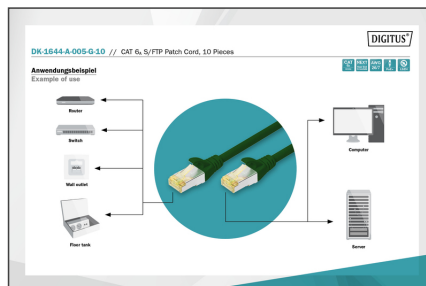 DIGITUS®
DK-1644-A-005-G-10 // CAT 6A S/FTP Patch Cord, 10 Pieces
Anwendungsbeispiel
Example of use
CAT
Router
Switch
Wall outlet
Floor tank
Computer
Server